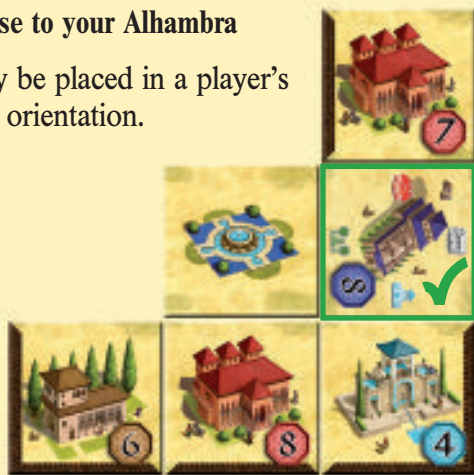 se to your Alhambra
y be placed in a player's
orientation.
7
8
6
8
4